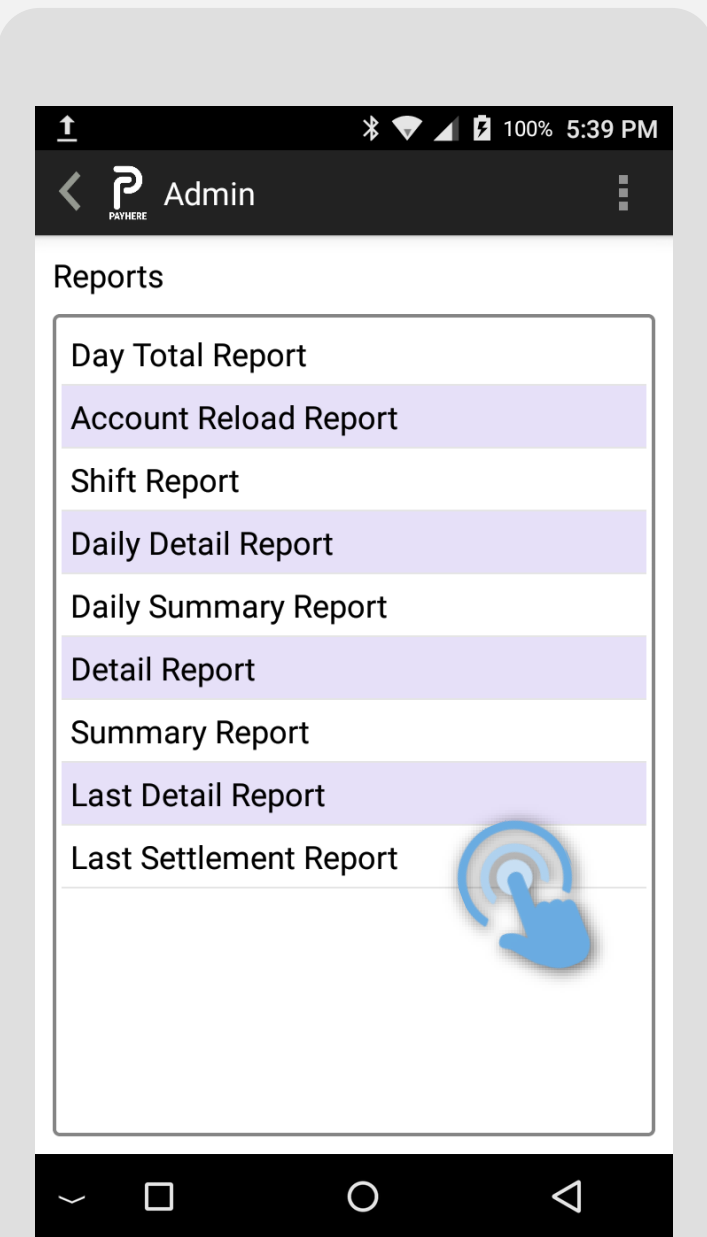 100% 5:39 PM
PAYHERE Admin
Reports
Day Total Report
Account Reload Report
Shift Report
Daily Detail Report
Daily Summary Report
Detail Report
Summary Report
Last Detail Report
Last Settlement Report